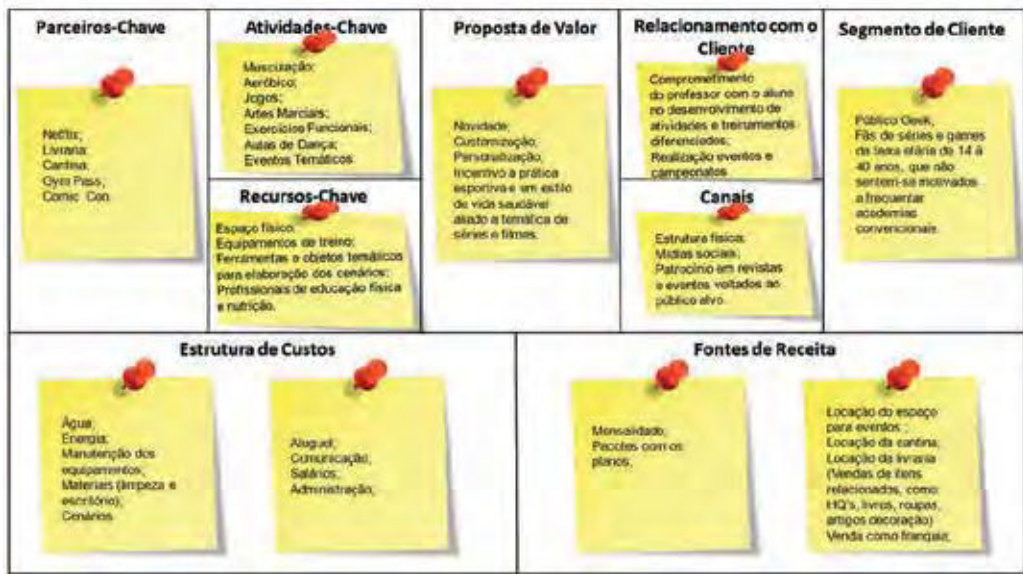 Parceiros-Chave
Netflix;
Livraria;
Cantina;
Gym Pass;
Comic Con
Atividades-Chave
Musculação;
Aeróbico;
Jogos;
Artes Marciais;
Exercícios Funcionais;
Aulas de Dança;
Eventos Temáticos
Recursos-Chave
Espaço físico;
Equipamentos de treino;
Ferramentas e objetos temáticos
para elaboração dos cenários;
Profissionais de educação física
e nutrição.
Proposta de Valor
Novidade;
Customização;
Personalização;
Incentivo a prática
esportiva e um estilo
de vida saudável
aliado a temática de
séries e filmes.
Relacionamento com o
Cliente
Comprometimento
do professor com o aluno
no desenvolvimento de
atividades e treinamentos
diferenciados;
Realização eventos e
campeonatos
Canais
Estrutura física;
Mídias sociais;
Patrocínio em revistas
e eventos voltados ao
público alvo.
Segmento de Cliente
Público Geek;
Fãs de séries e games
da faixa etária de 14 à
40 anos, que não
sentem-se motivados
a frequentar
academias
convencionais.
Estrutura de Custos
Água;
Energia;
Manutenção dos
equipamentos;
Materiais (limpeza e
escritório);
Cenários
Aluguel;
Comunicação;
Salários;
Administração;
Fontes de Receita
Mensalidade;
Pacotes com os
planos;
Locação do espaço
para eventos ;
Locação da cantina;
Locação da livraria
(Vendas de itens
relacionados, como:
HQ's, livros, roupas,
artigos decoração)
Venda como franquia;